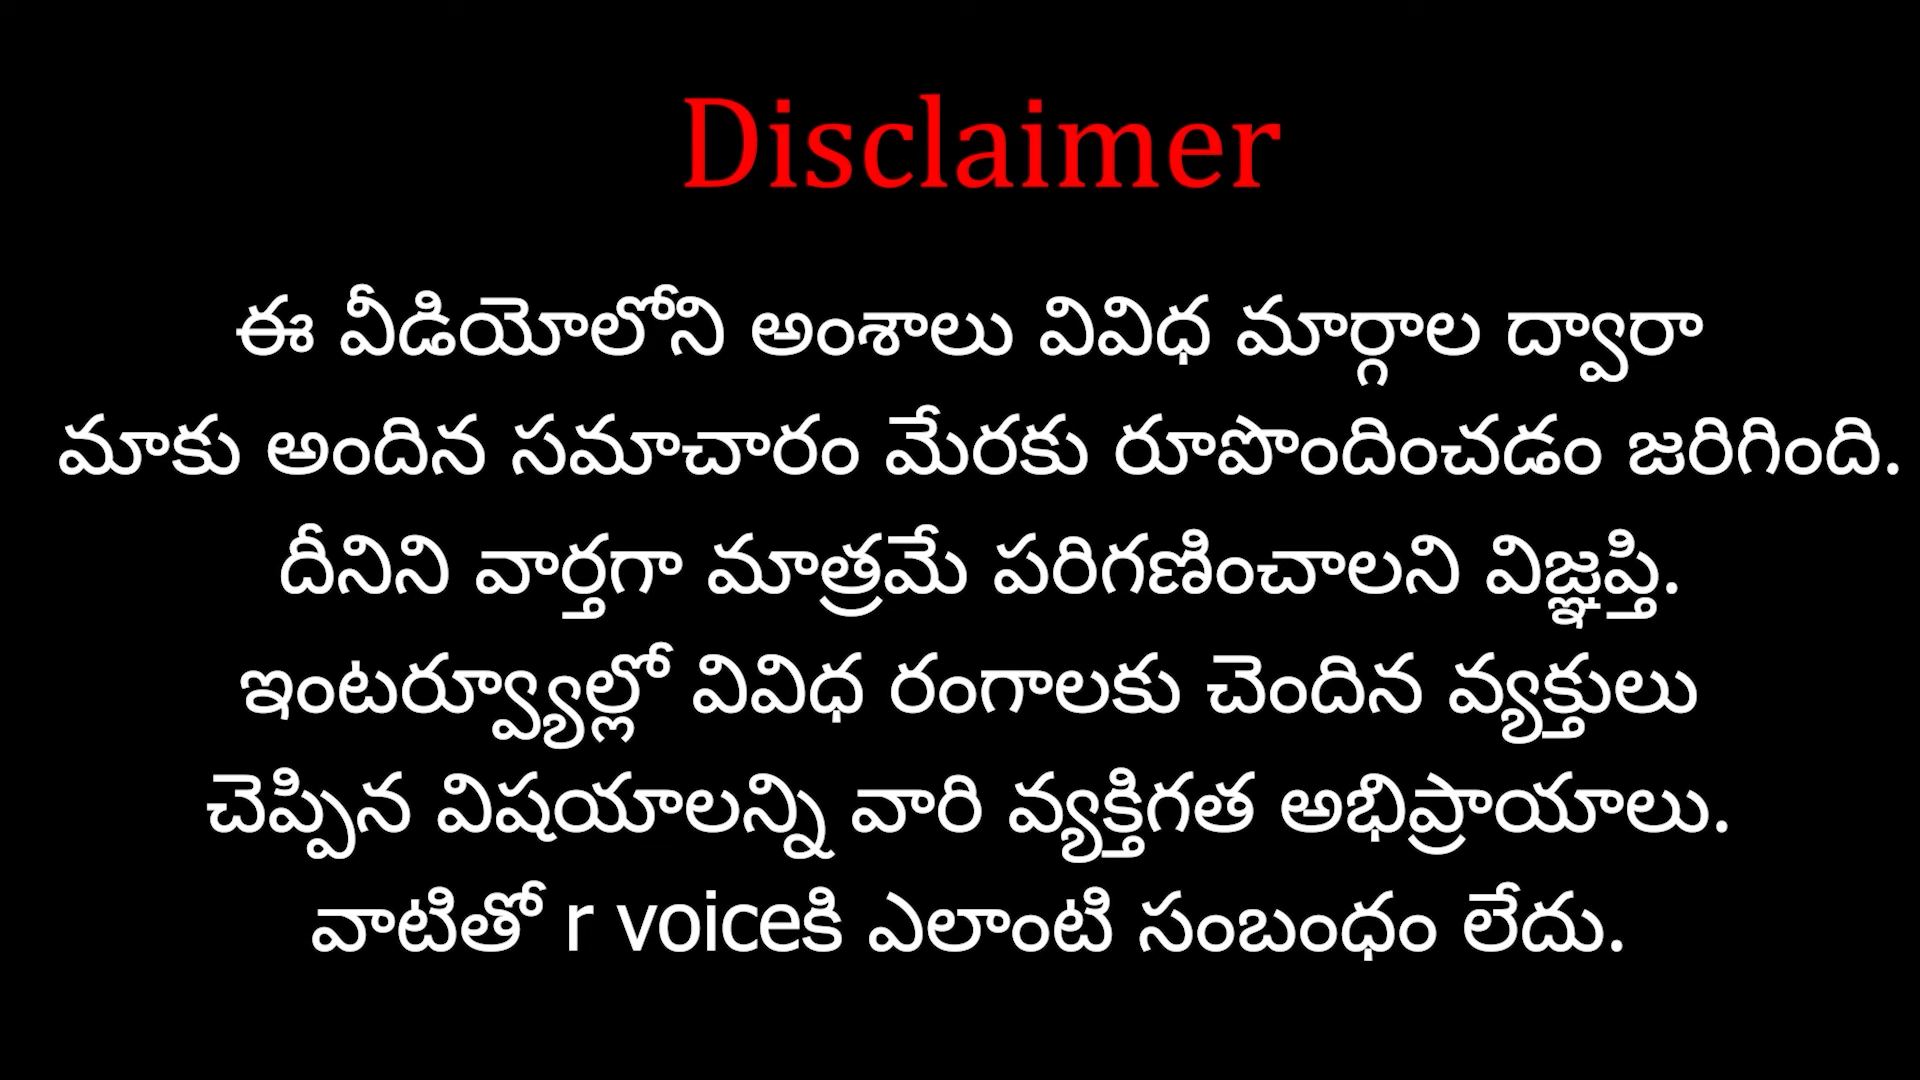 Disclaimer
ఈ వీడియోలోని అంశాలు వివిధ మార్గాల ద్వారా
మాకు అందిన సమాచారం మేరకు రూపొందించడం జరిగింది.
దీనిని వార్తగా మాత్రమే పరిగణించాలని విజ్ఞప్తి.
ఇంటర్వ్యూల్లో వివిధ రంగాలకు చెందిన వ్యక్తులు
చెప్పిన విషయాలన్ని వారి వ్యక్తిగత అభిప్రాయాలు.
వాటితో r voiceకి ఎలాంటి సంబంధం లేదు.